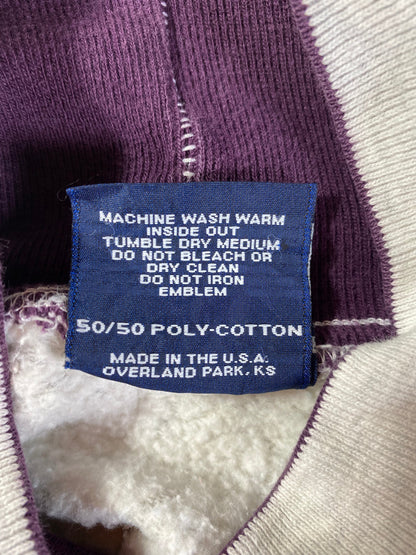 MACHINE WASH WARM
INSIDE OUT
TUMBLE DRY MEDIUM
DO NOT BLEACH OR
DRY CLEAN
DO NOT IRON
EMBLEM
50/50 POLY-COTTON
MADE IN THE U.S.A.
OVERLAND PARK, KS